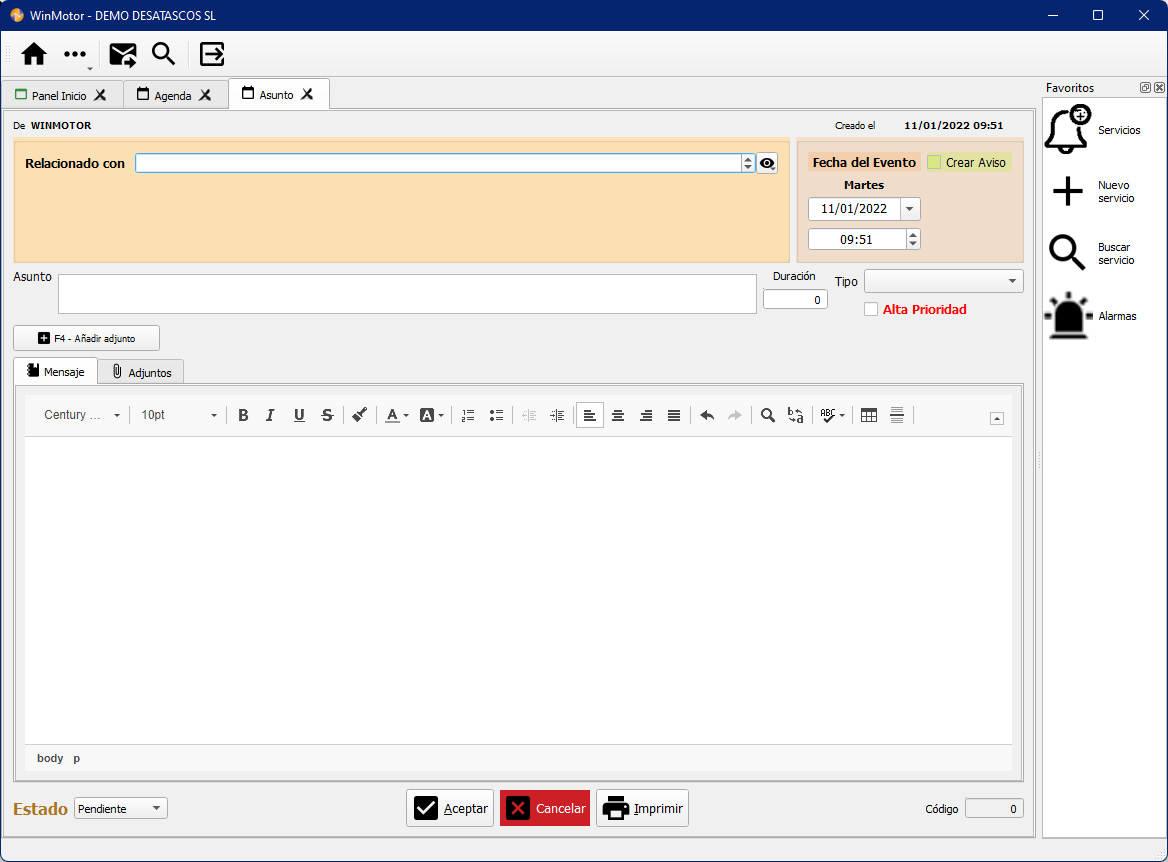 WinMotor - DEMO DESATASCOS SL
Panel Inicio
Agenda
Asunto
Favoritos
De WINMOTOR
Creado el 11/01/2022 09:51
Servicios
Nuevo
servicio
Buscar
servicio
Alarmas
Relacionado con
Fecha del Evento
Crear Aviso
Martes
11/01/2022
09:51
Asunto
Duración
0
Tipo
Alta Prioridad
F4 - Añadir adjunto
Mensaje
Adjuntos
Century ... 10pt B I U S A A ABC
body p
Estado Pendiente
Aceptar
Cancelar
Imprimir
Código 0